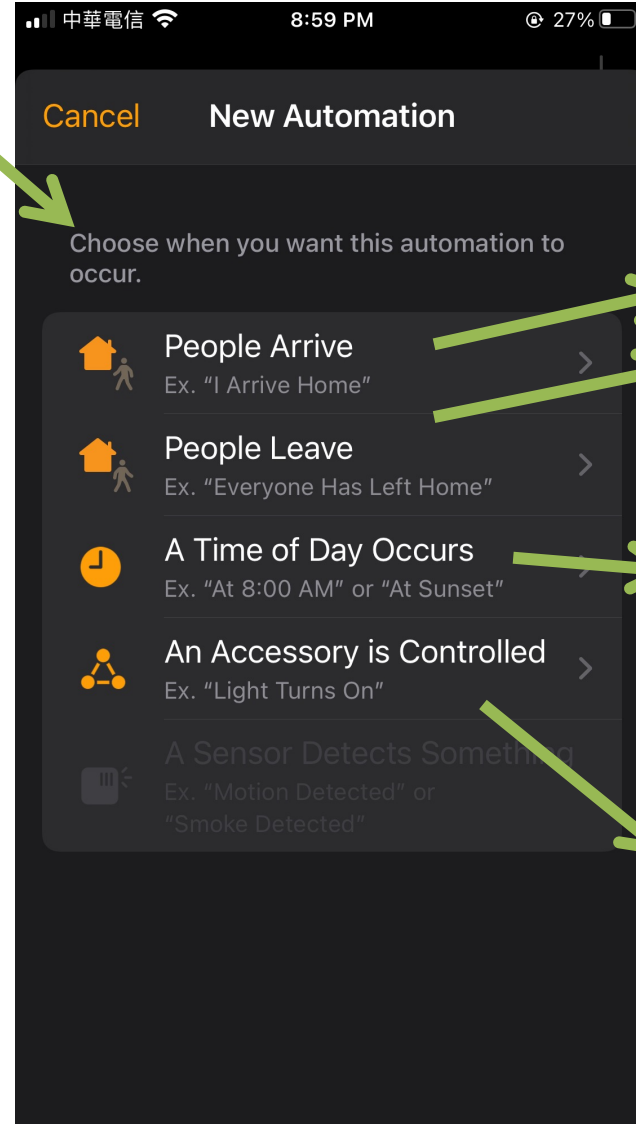 中華電信 8:59 PM 27%
Cancel New Automation
Choose when you want this automation to
occur.
People Arrive
Ex. “I Arrive Home”
People Leave
Ex. “Everyone Has Left Home”
A Time of Day Occurs
Ex. “At 8:00 AM” or “At Sunset”
An Accessory is Controlled
Ex. “Light Turns On”
A Sensor Detects Something
Ex. “Motion Detected” or
“Smoke Detected”